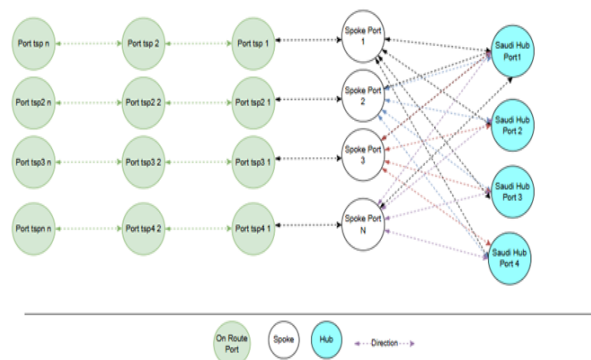 Port tsp n
Port tsp 2
Port tsp 1
Spoke Port
1
Saudi Hub
Port1
Port tsp2 n
Port tsp2 2
Port tsp2 1
Spoke Port
2
Saudi Hub
Port 2
Port tsp3 n
Port tsp3 2
Port tsp3 1
Spoke Port
3
Saudi Hub
Port 3
Port tspn n
Port tsp4 2
Port tsp4 1
Spoke Port
N
Saudi Hub
Port 4
On Route
Port
Spoke
Hub
Direction